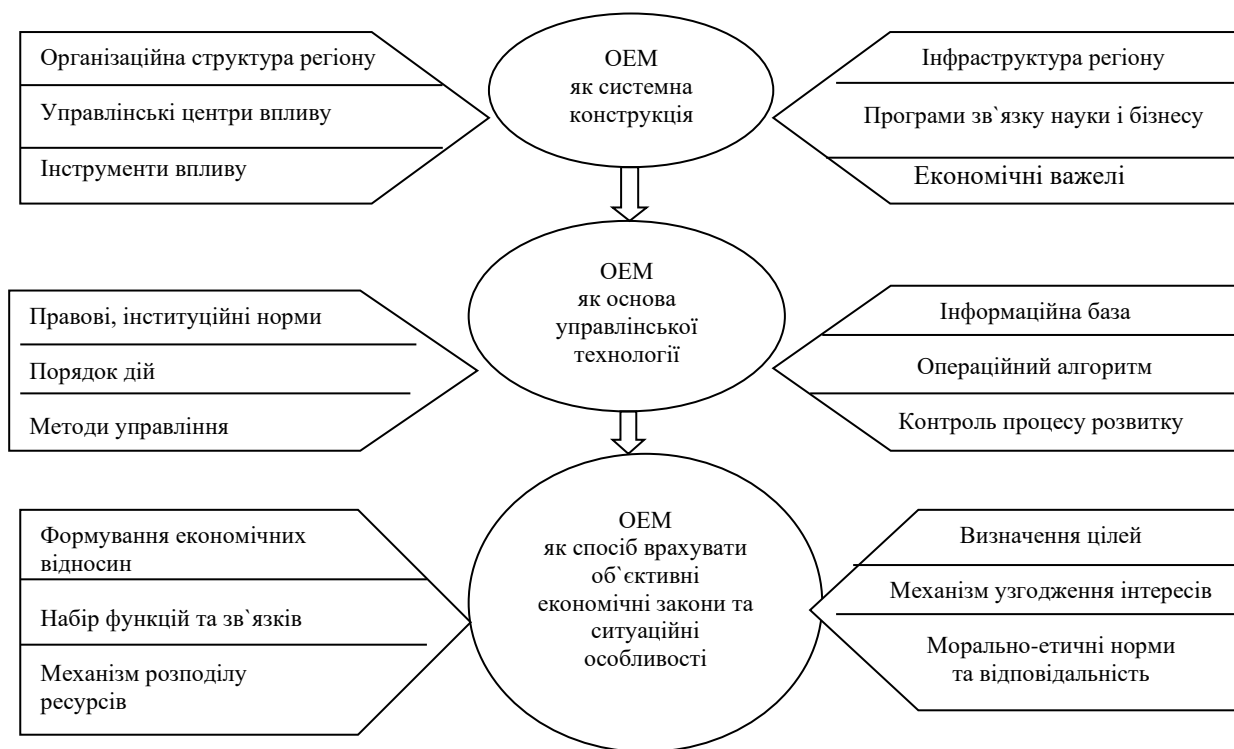 Організаційна структура регіону
Управлінські центри впливу
Інструменти впливу
ОЕМ
як системна
конструкція
Інфраструктура регіону
Програми зв`язку науки і бізнесу
Економічні важелі
Правові, інституційні норми
Порядок дій
Методи управління
ОЕМ
як основа
управлінської
технології
Інформаційна база
Операційний алгоритм
Контроль процесу розвитку
Формування економічних
відносин
Набір функцій та зв`язків
Механізм розподілу
ресурсів
ОЕМ
як спосіб врахувати
об`єктивні
економічні закони та
ситуаційні
особливості
Визначення цілей
Механізм узгодження інтересів
Морально-етичні норми
та відповідальність